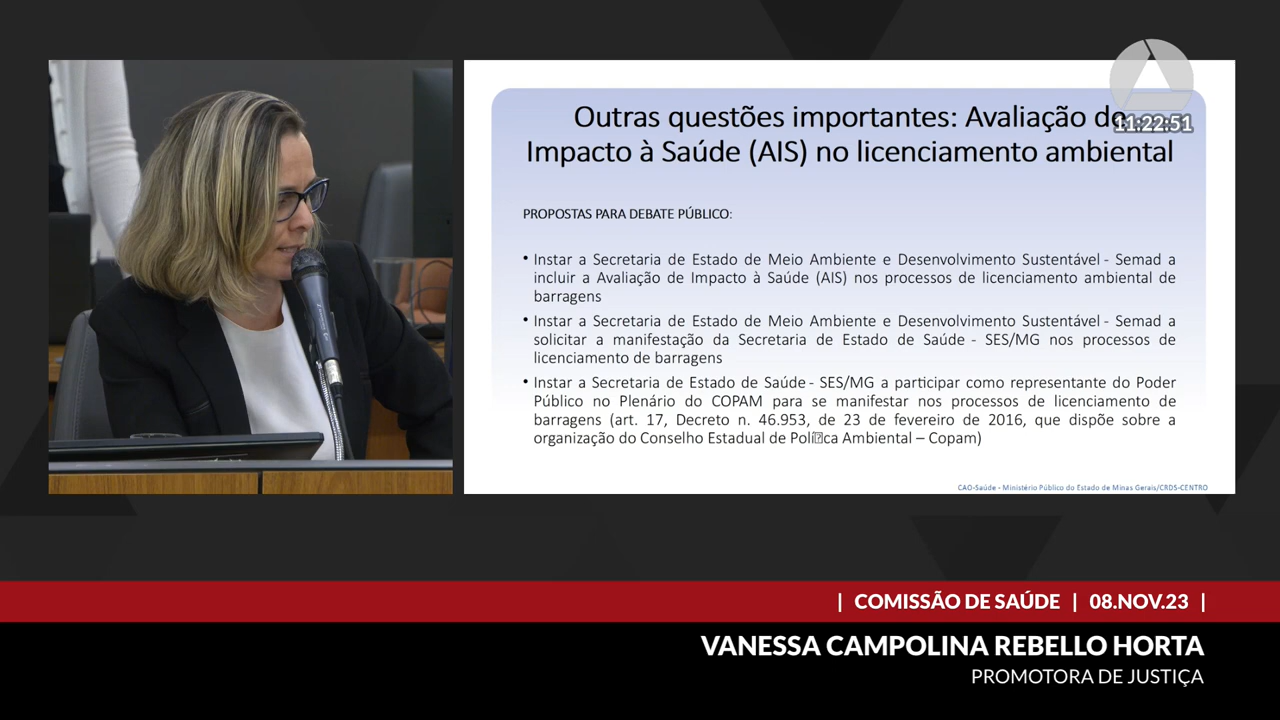 Outras questões importantes: Avaliação de
11:22:51
Impacto à Saúde (AIS) no licenciamento ambiental
PROPOSTAS PARA DEBATE PÚBLICO:
• Instar a Secretaria de Estado de Meio Ambiente e Desenvolvimento Sustentável - Semad a
incluir a Avaliação de Impacto à Saúde (AIS) nos processos de licenciamento ambiental de
barragens
• Instar a Secretaria de Estado de Meio Ambiente e Desenvolvimento Sustentável - Semad a
solicitar a manifestação da Secretaria de Estado de Saúde - SES/MG nos processos de
licenciamento de barragens
• Instar a Secretaria de Estado de Saúde - SES/MG a participar como representante do Poder
Público no Plenário do COPAM para se manifestar nos processos de licenciamento de
barragens (art. 17, Decreto n. 46.953, de 23 de fevereiro de 2016, que dispõe sobre a
organização do Conselho Estadual de Polí⍰ca Ambiental – Copam)
CAO-Saúde - Ministério Público do Estado de Minas Gerais/CRDS-CENTRO
| COMISSÃO DE SAÚDE | 08.NOV.23 |
VANESSA CAMPOLINA REBELLO HORTA
PROMOTORA DE JUSTIÇA